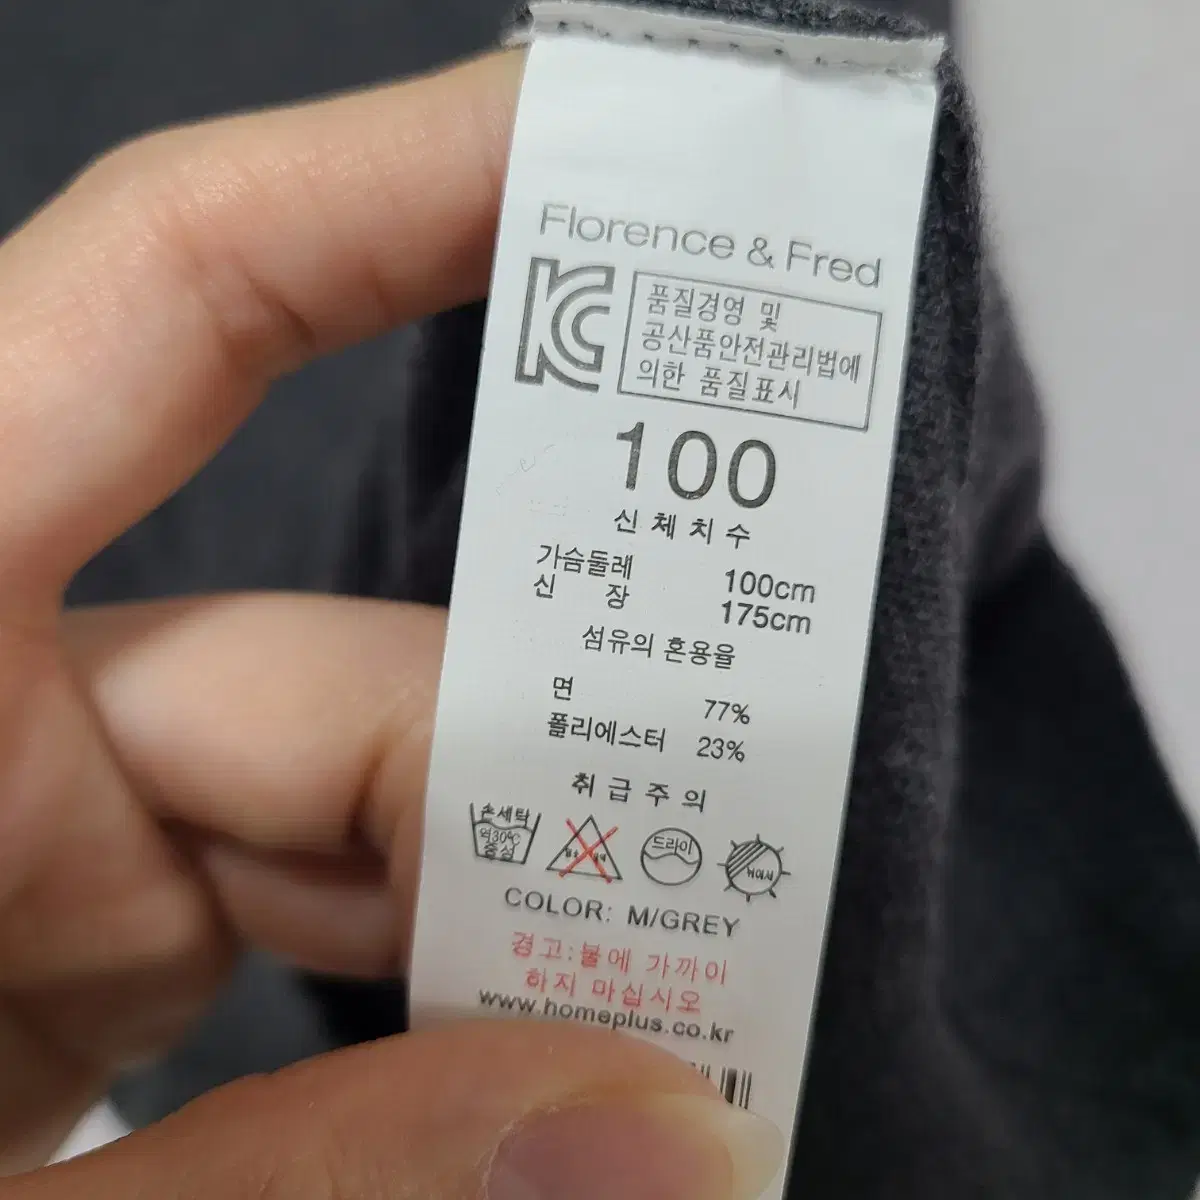 Florence & Fred
품질경영 및
공산품안전관리법에
의한 품질표시
100
신체치수
가슴둘레 100cm
신 장 175cm
섬유의 혼용율
면 77%
폴리에스터 23%
취급주의
손세탁
약30℃
중성
드라이
뉘어서
COLOR: M/GREY
경고:불에 가까이
하지 마십시오
www.homeplus.co.kr